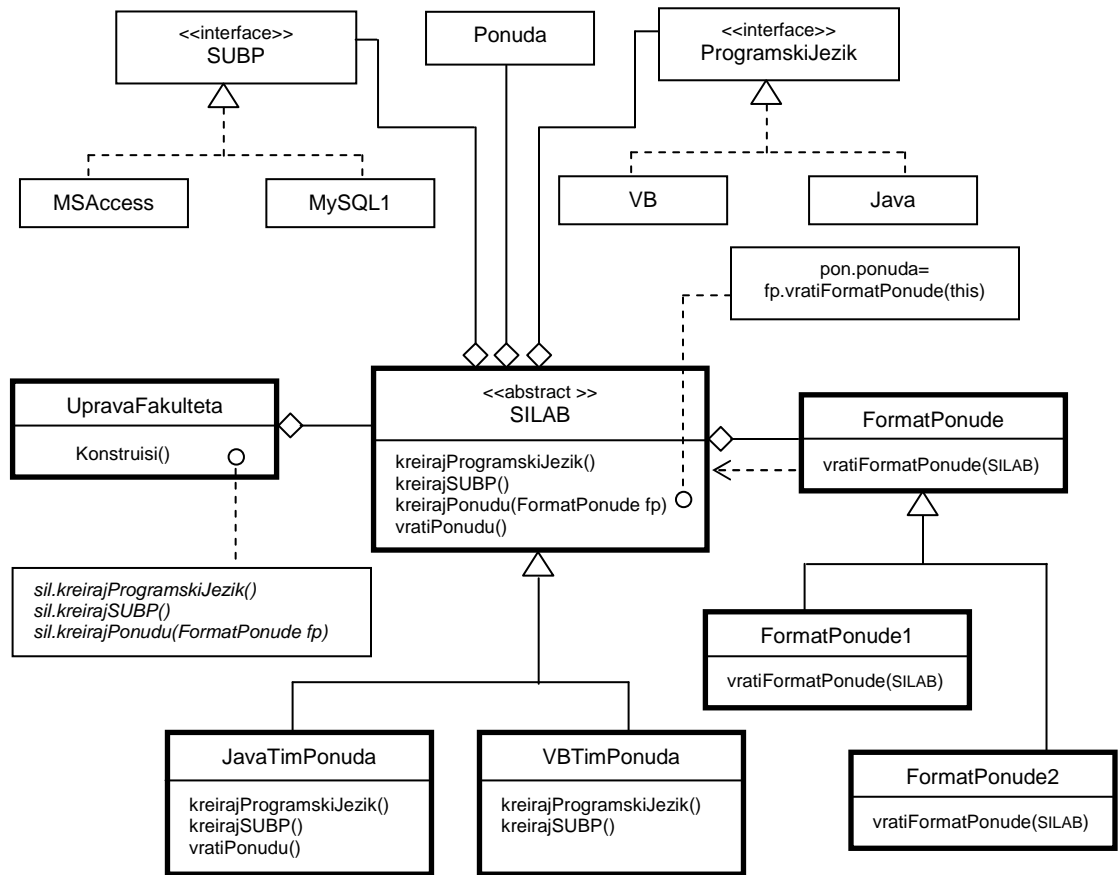 <<interface>>
SUBP
Ponuda
<<interface>>
ProgramskiJezik
MSAccess
MySQL1
VB
Java
pon.ponuda=
fp.vratiFormatPonude(this)
UpravaFakulteta
Konstruisi()
<<abstract >>
SILAB
kreirajProgramskiJezik()
kreirajSUBP()
kreirajPonudu(FormatPonude fp)
vratiPonudu()
FormatPonude
vratiFormatPonude(SILAB)
sil.kreirajProgramskiJezik()
sil.kreirajSUBP()
sil.kreirajPonudu(FormatPonude fp)
FormatPonude1
vratiFormatPonude(SILAB)
JavaTimPonuda
kreirajProgramskiJezik()
kreirajSUBP()
vratiPonudu()
VBTimPonuda
kreirajProgramskiJezik()
kreirajSUBP()
FormatPonude2
vratiFormatPonude(SILAB)